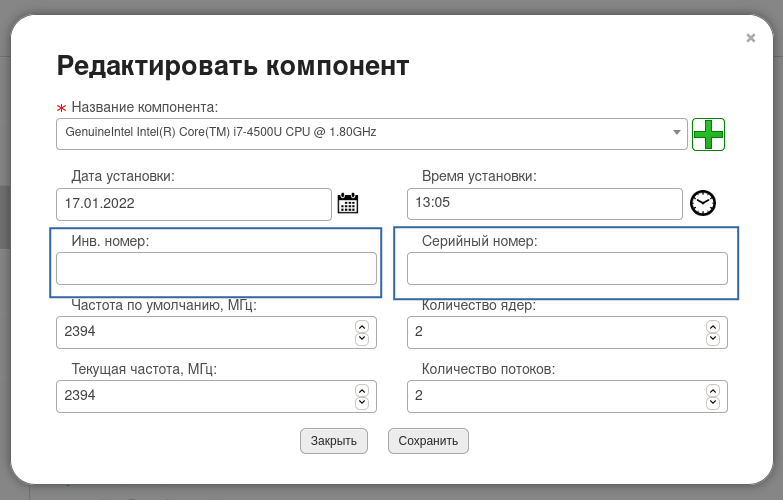 ×
Редактировать компонент
* Название компонента:
GenuineIntel Intel(R) Core(TM) i7-4500U CPU @ 1.80GHz
Дата установки: Время установки:
17.01.2022 13:05
Инв. номер: Серийный номер:
Частота по умолчанию, МГц: Количество ядер:
2394 2
Текущая частота, МГц: Количество потоков:
2394 2
Закрыть Сохранить